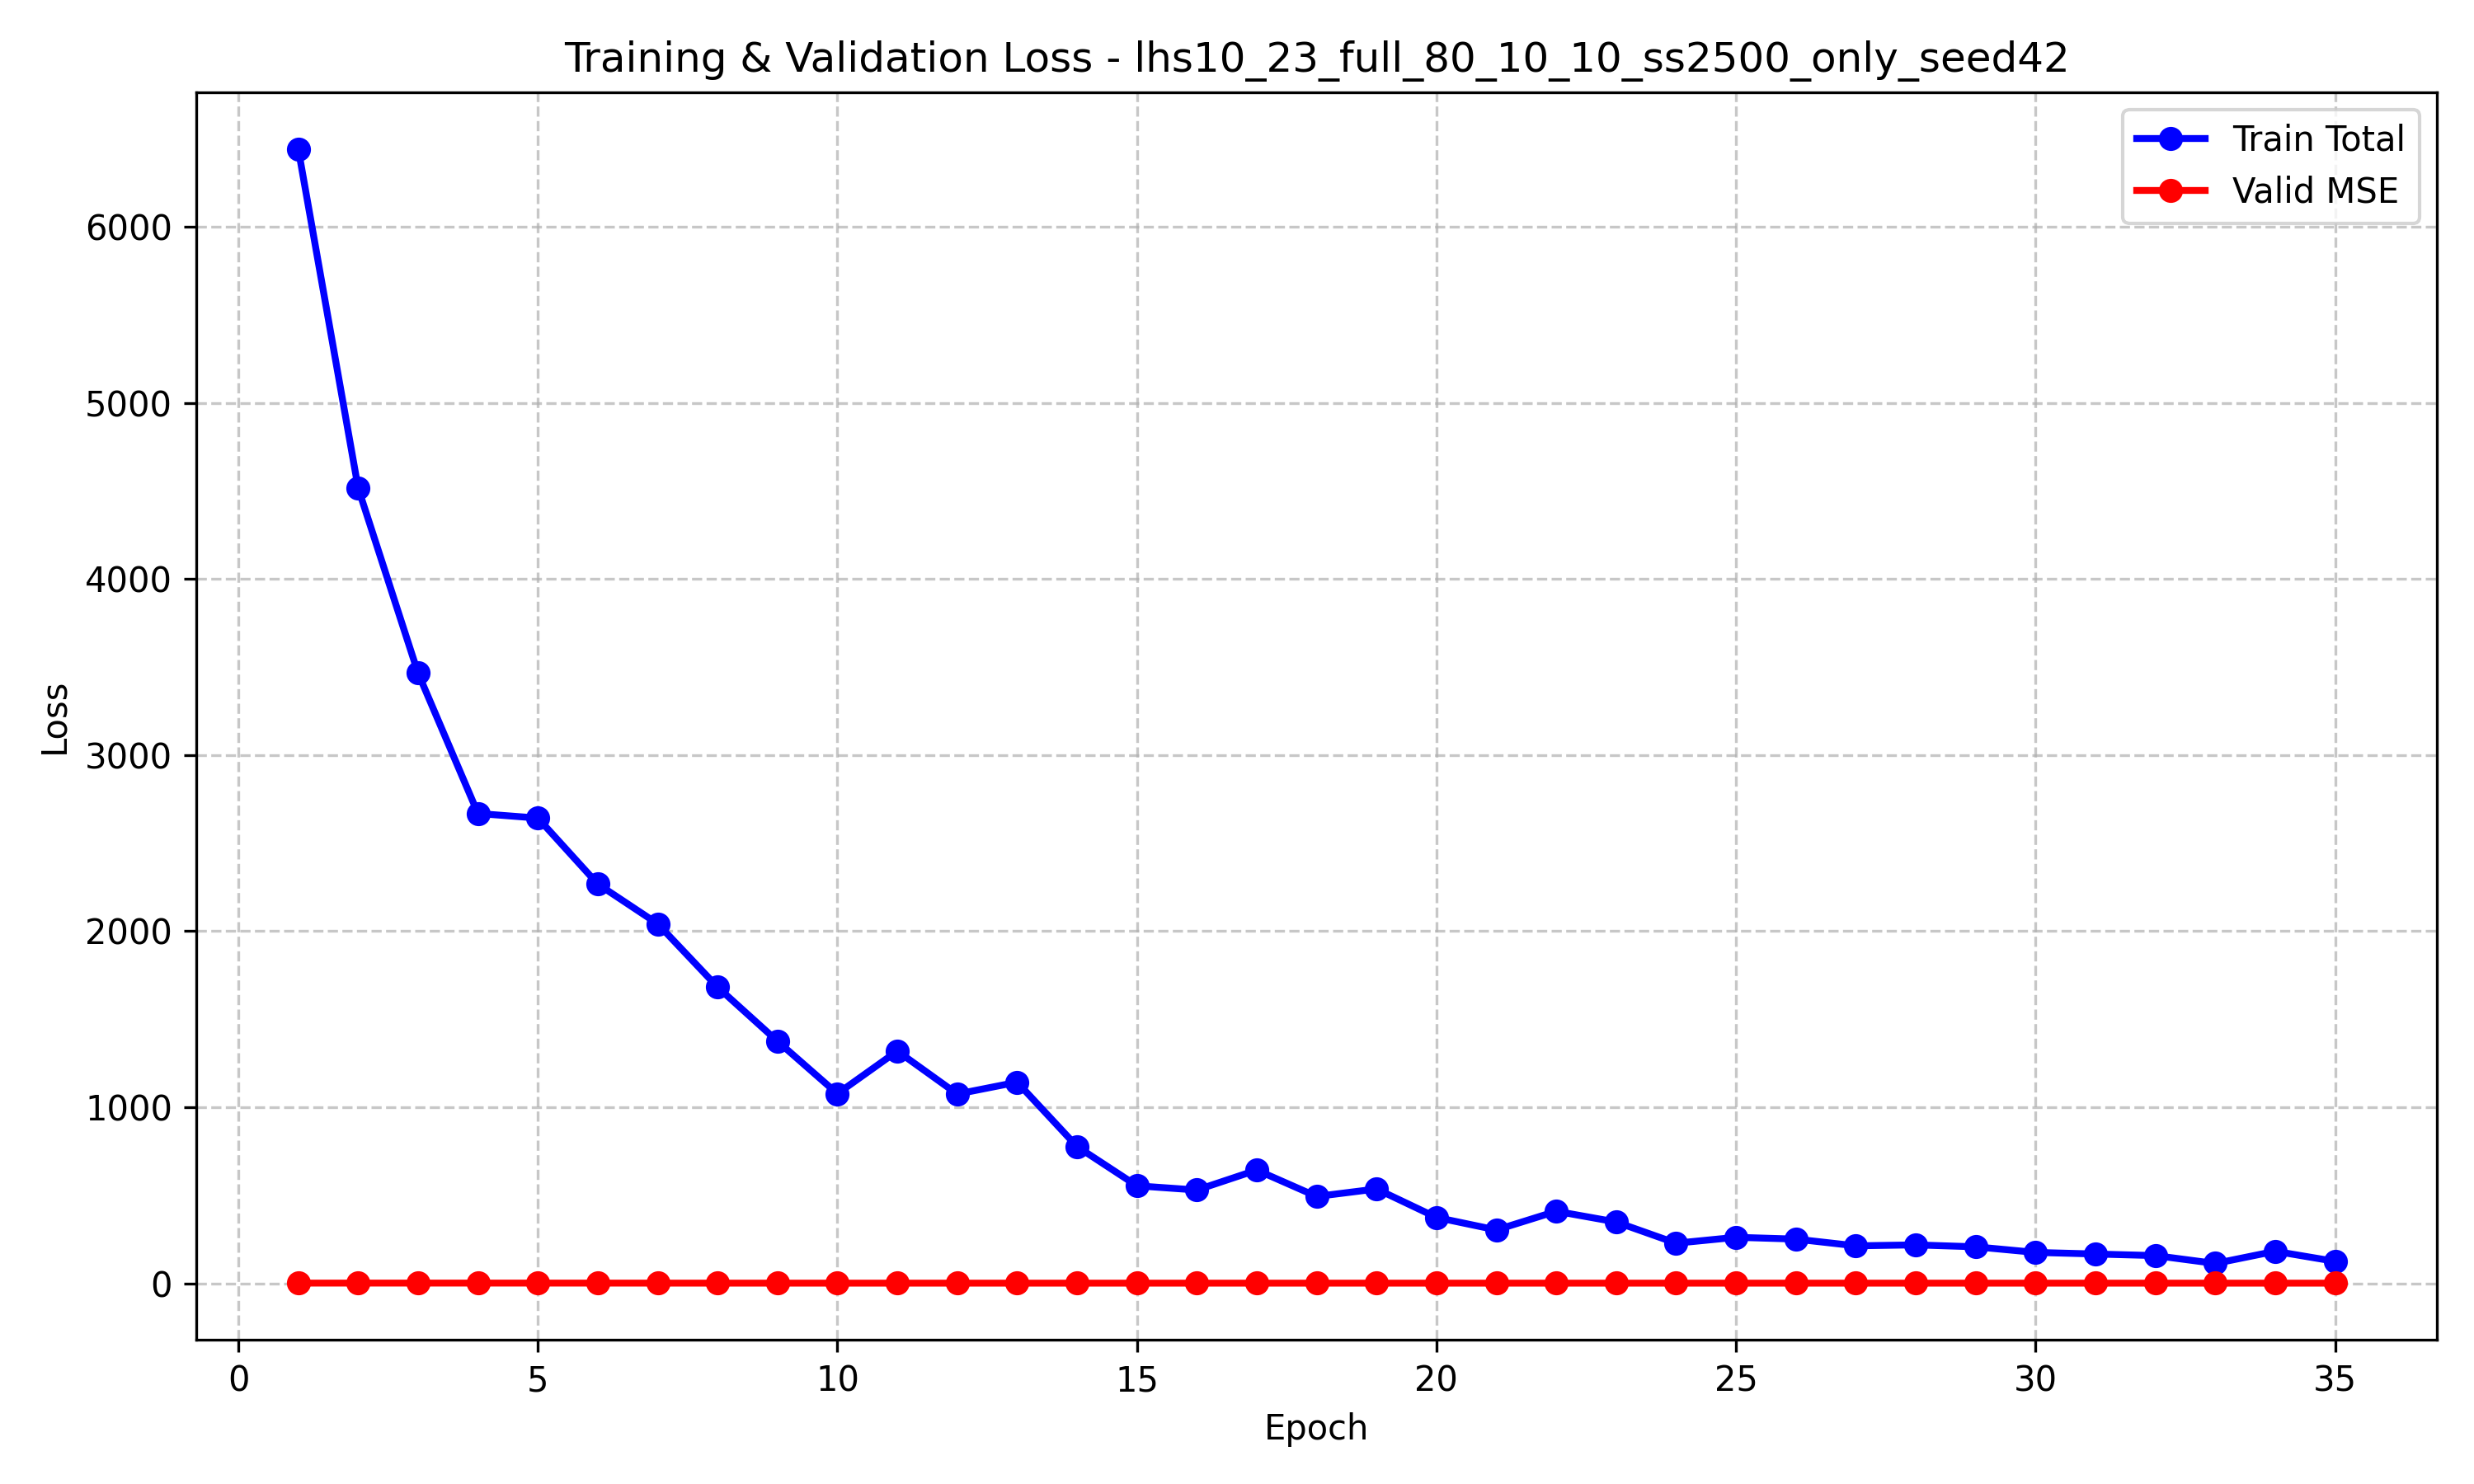 Training & Validation Loss - lhs10_23_full_80_10_10_ss2500_only_seed42
Train Total
Valid MSE
6000
5000
4000
3000
2000
1000
0
Loss
0 5 10 15 20 25 30 35
Epoch